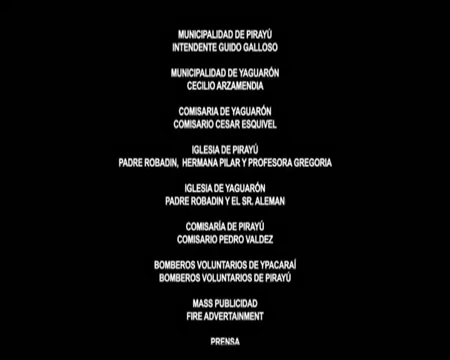 MUNICIPALIDAD DE PIRAYÚ
INTENDENTE GUIDO GALLOSO
MUNICIPALIDAD DE YAGUARÓN
CECILIO ARZAMENDIA
COMISARIA DE YAGUARÓN
COMISARIO CESAR ESQUIVEL
IGLESIA DE PIRAYÚ
PADRE ROBADIN, HERMANA PILAR Y PROFESORA GREGORIA
IGLESIA DE YAGUARÓN
PADRE ROBADIN Y EL SR. ALEMAN
COMISARÍA DE PIRAYÚ
COMISARIO PEDRO VALDEZ
BOMBEROS VOLUNTARIOS DE YPACARAÍ
BOMBEROS VOLUNTARIOS DE PIRAYÚ
MASS PUBLICIDAD
FIRE ADVERTAINMENT
PRENSA